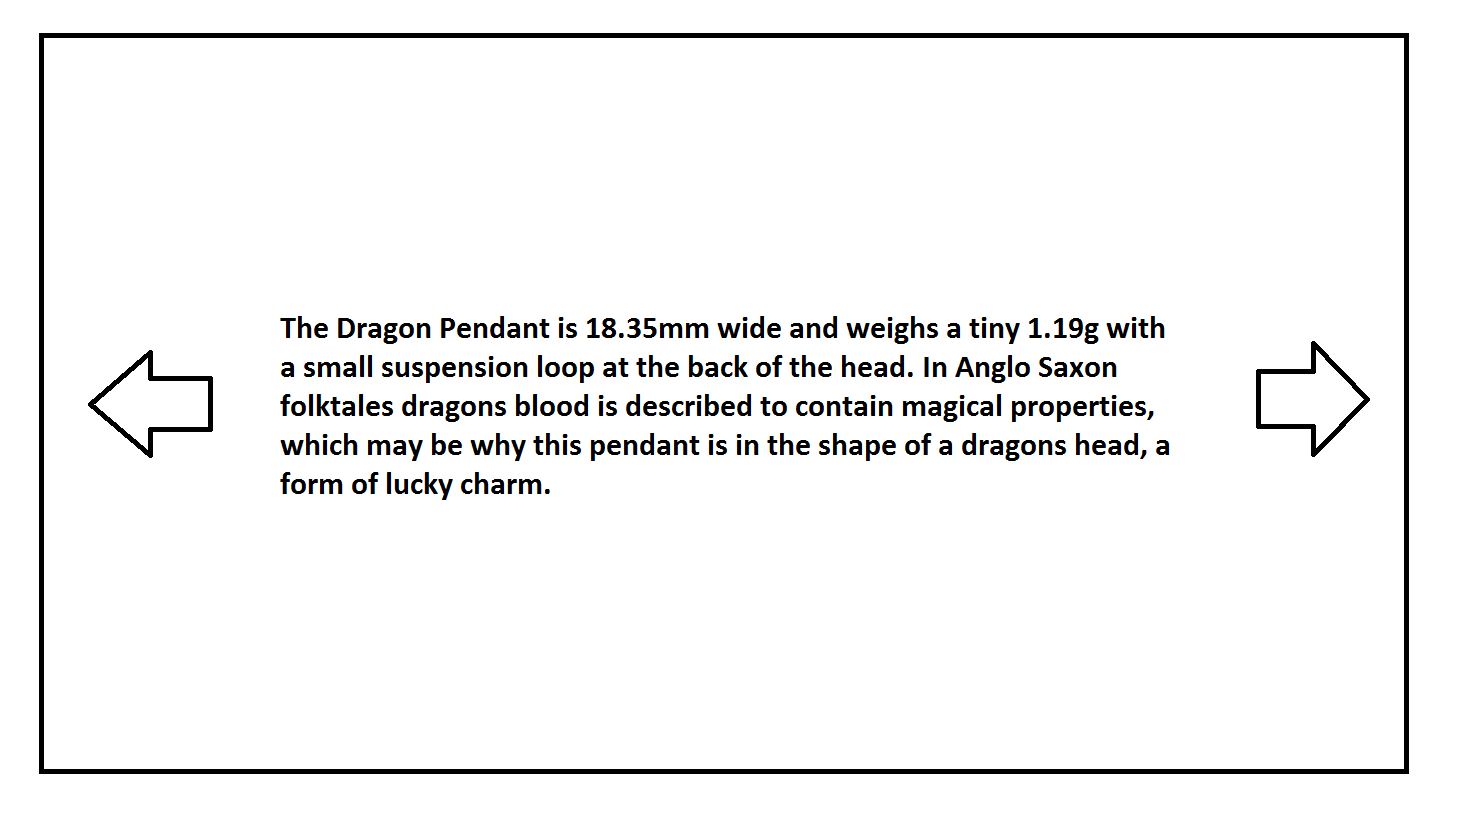 The Dragon Pendant is 18.35mm wide and weighs a tiny 1.19g with
a small suspension loop at the back of the head. In Anglo Saxon
folktales dragons blood is described to contain magical properties,
which may be why this pendant is in the shape of a dragons head, a
form of lucky charm.